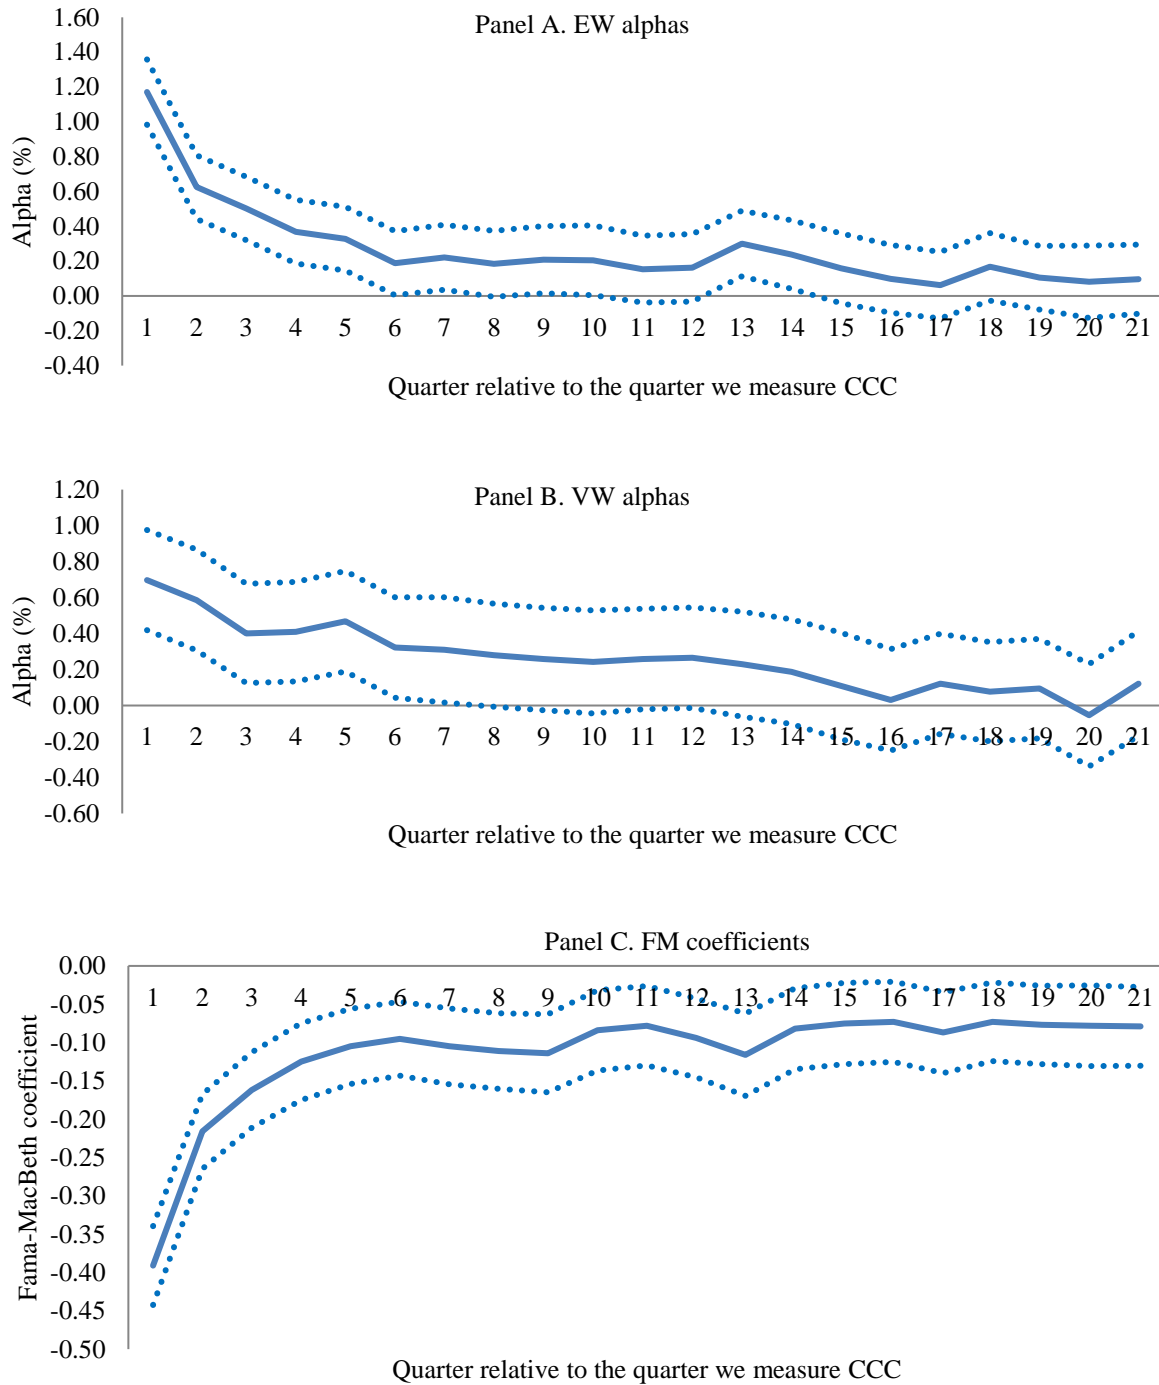 Panel A. EW alphas
Alpha (%)
1.60
1.40
1.20
1.00
0.80
0.60
0.40
0.20
0.00
-0.20
-0.40
1 2 3 4 5 6 7 8 9 10 11 12 13 14 15 16 17 18 19 20 21
Quarter relative to the quarter we measure CCC
Panel B. VW alphas
Alpha (%)
1.20
1.00
0.80
0.60
0.40
0.20
0.00
-0.20
-0.40
-0.60
1 2 3 4 5 6 7 8 9 10 11 12 13 14 15 16 17 18 19 20 21
Quarter relative to the quarter we measure CCC
Panel C. FM coefficients
Fama-MacBeth coefficient
0.00
-0.05
-0.10
-0.15
-0.20
-0.25
-0.30
-0.35
-0.40
-0.45
-0.50
1 2 3 4 5 6 7 8 9 10 11 12 13 14 15 16 17 18 19 20 21
Quarter relative to the quarter we measure CCC